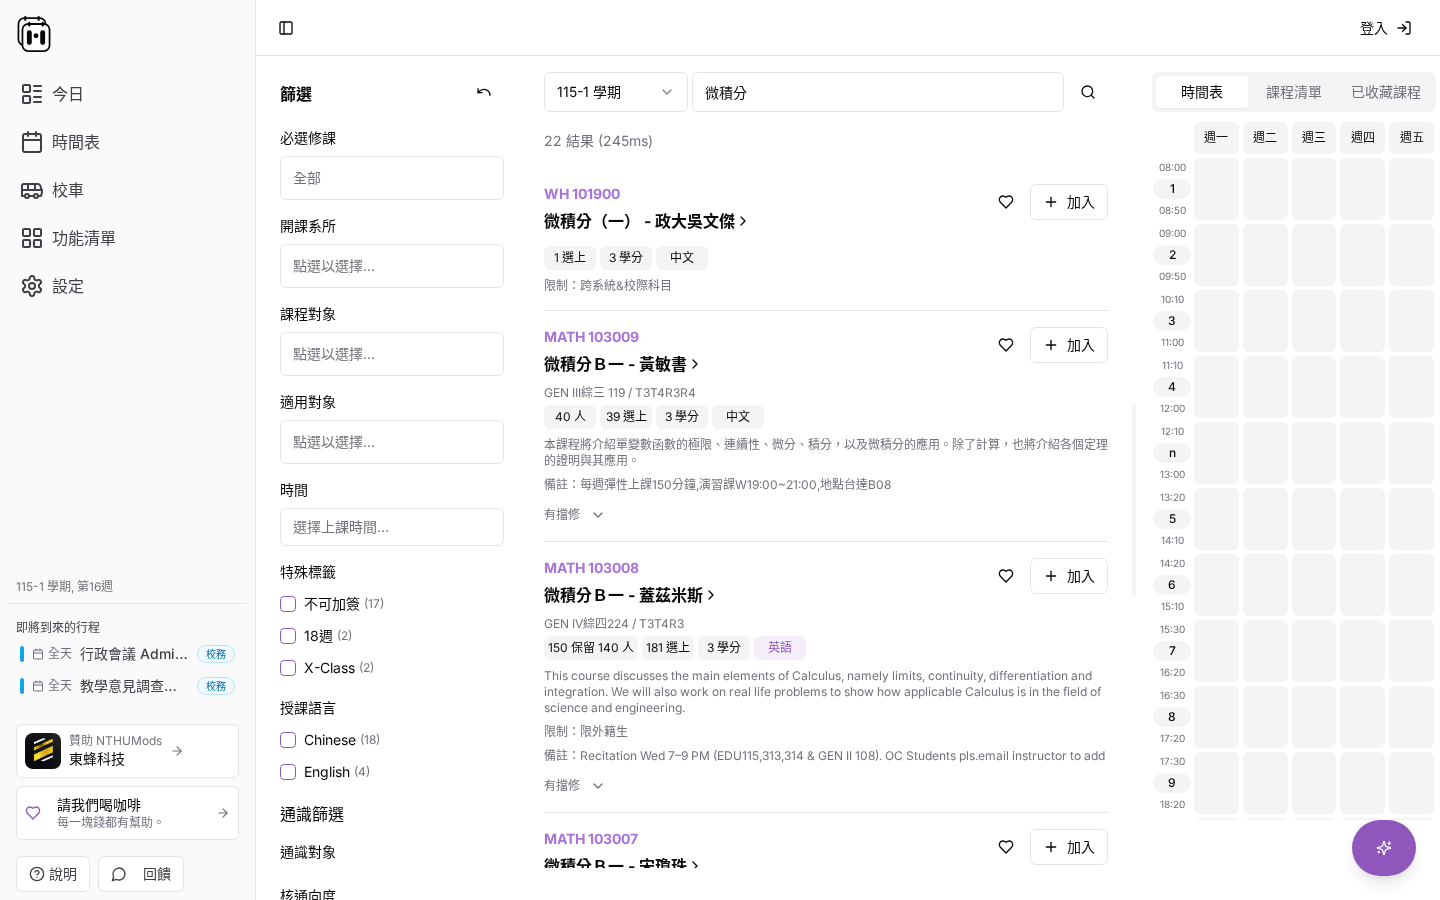 今日
時間表
校車
功能清單
設定
115-1 學期, 第16週
即將到來的行程
全天 行政會議 Admi... 校務
全天 教學意見調查... 校務
贊助 NTHUMods
東蜂科技
請我們喝咖啡
每一塊錢都有幫助。
說明
回饋
登入
篩選
必選修課
全部
開課系所
點選以選擇...
課程對象
點選以選擇...
適用對象
點選以選擇...
時間
選擇上課時間...
特殊標籤
不可加簽 (17)
18週 (2)
X-Class (2)
授課語言
Chinese (18)
English (4)
通識篩選
通識對象
核通向度
115-1 學期
微積分
22 結果 (245ms)
WH 101900
微積分（一） - 政大吳文傑
加入
1 選上
3 學分
中文
限制：跨系統&校際科目
MATH 103009
微積分Ｂ一 - 黃敏書
加入
GEN III綜三 119 / T3T4R3R4
40 人
39 選上
3 學分
中文
本課程將介紹單變數函數的極限、連續性、微分、積分，以及微積分的應用。除了計算，也將介紹各個定理
的證明與其應用。
備註：每週彈性上課150分鐘,演習課W19:00~21:00,地點台達B08
有擋修
MATH 103008
微積分Ｂ一 - 蓋茲米斯
加入
GEN IV綜四224 / T3T4R3
150 保留 140 人
181 選上
3 學分
英語
This course discusses the main elements of Calculus, namely limits, continuity, differentiation and
integration. We will also work on real life problems to show how applicable Calculus is in the field of
science and engineering.
限制：限外籍生
備註：Recitation Wed 7–9 PM (EDU115,313,314 & GEN II 108). OC Students pls.email instructor to add
有擋修
MATH 103007
微積分Ｂ一 - 宋瓊珠
加入
時間表
課程清單
已收藏課程
週一
週二
週三
週四
週五
08:00
1
08:50
09:00
2
09:50
10:10
3
11:00
11:10
4
12:00
12:10
n
13:00
13:20
5
14:10
14:20
6
15:10
15:30
7
16:20
16:30
8
17:20
17:30
9
18:20